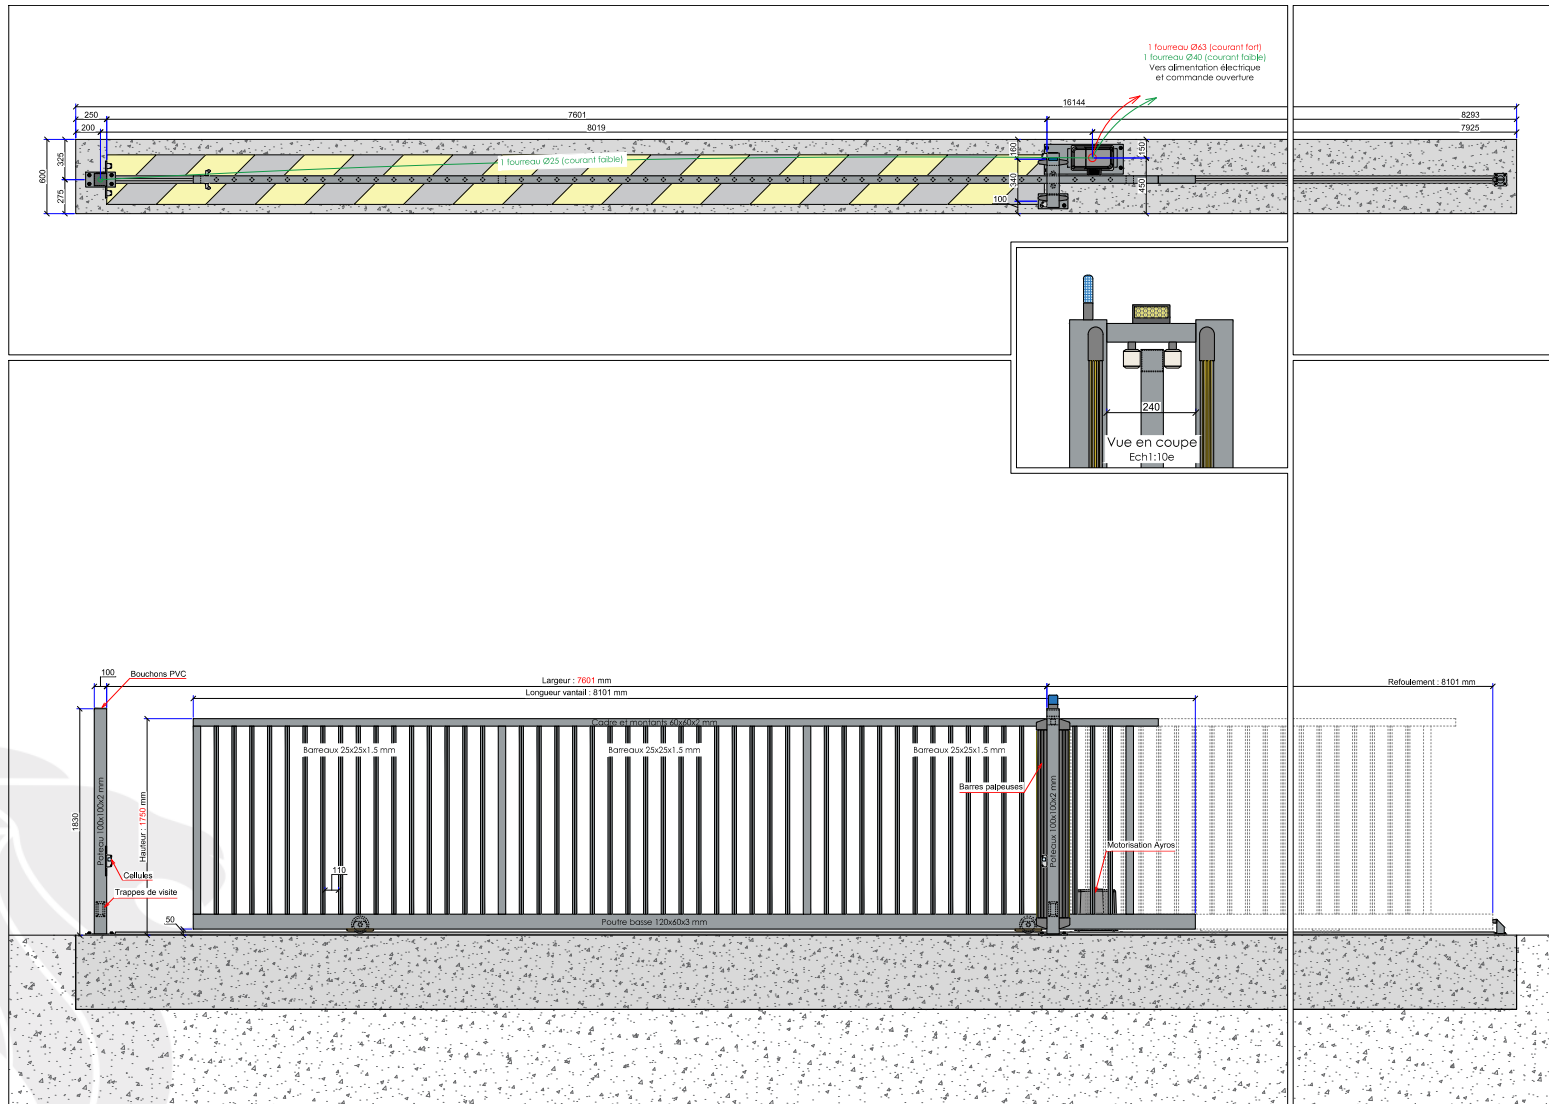 1 fourreau Ø63 (courant fort)
1 fourreau Ø40 (courant faible)
Vers alimentation électrique
et commande ouverture
16144
250
7601
8293
200
8019
7925
600
325
275
1 fourreau Ø25 (courant faible)
160
340
100
150
450
240
Vue en coupe
Ech1:10e
100
Bouchons PVC
Largeur : 7601 mm
Refoulement : 8101 mm
Longueur vantail : 8101 mm
Cadre et montants 60x60x2 mm
Barreaux 25x25x1.5 mm
Barreaux 25x25x1.5 mm
Barreaux 25x25x1.5 mm
Barres palpeuses
1830
Poteau 100x100x2 mm
Hauteur : 1750 mm
Poteaux 100x100x2 mm
Motorisation Ayros
Cellules
110
Trappes de visite
50
Poutre basse 120x60x3 mm